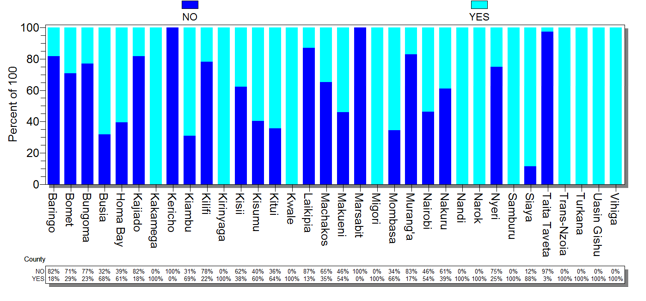 NO YES
Percent of 100
100
80
60
40
20
0
Baringo
Bomet
Bungoma
Busia
Homa Bay
Kajiado
Kakamega
Kericho
Kiambu
Kilifi
Kirinyaga
Kisii
Kisumu
Kitui
Kwale
Laikipia
Machakos
Makueni
Marsabit
Migori
Mombasa
Murang'a
Nairobi
Nakuru
Nandi
Narok
Nyeri
Samburu
Siaya
Taita Taveta
Trans-Nzoia
Turkana
Uasin Gishu
Vihiga
County
NO 82% 71% 77% 32% 39% 82% 0% 100% 31% 78% 0% 62% 40% 36% 0% 87% 65% 46% 100% 0% 34% 83% 46% 61% 0% 0% 75% 0% 12% 97% 0% 0% 0% 0%
YES 18% 29% 23% 68% 61% 18% 100% 0% 69% 22% 100% 38% 60% 64% 100% 13% 35% 54% 0% 100% 66% 17% 54% 39% 100% 100% 25% 100% 88% 3% 100% 100% 100% 100%